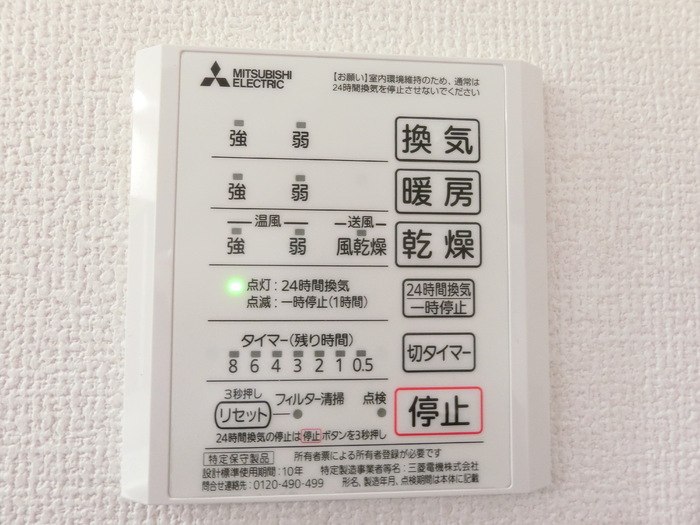 MITSUBISHI
ELECTRIC
【お願い】室内環境維持のため、通常は
24時間換気を停止させないでください
強 弱 換気
強 弱 暖房
温風 送風
強 弱 風乾燥 乾燥
点灯：24時間換気
点滅：一時停止(1時間)
24時間換気
一時停止
タイマー(残り時間)
8 6 4 3 2 1 0.5
切タイマー
3秒押し
リセット フィルター清掃 点検
停止
24時間換気の停止は停止ボタンを3秒押し
特定保守製品 所有者票による所有者登録が必要です
設計標準使用期間：10年 特定製造事業者等名：三菱電機株式会社
問合せ連絡先：0120-490-499 形名、製造年月、点検期間は本体に記載